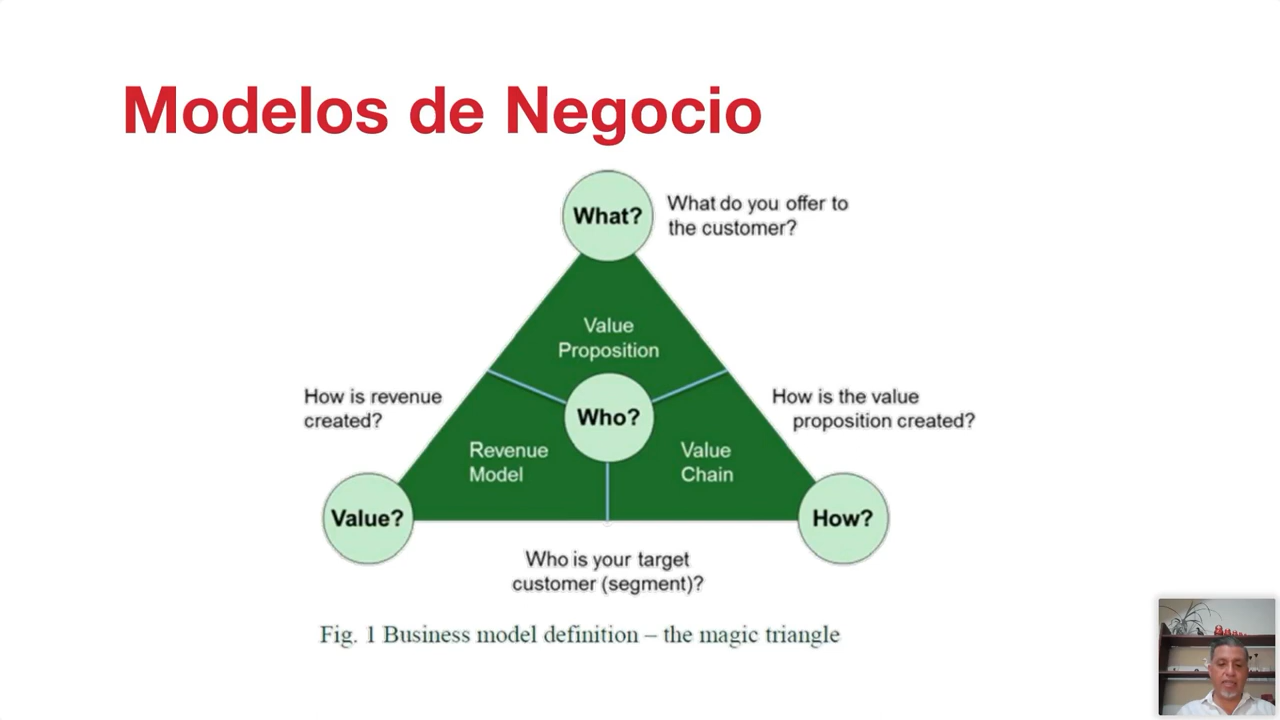 Modelos de Negocio
What?
What do you offer to
the customer?
Value
Proposition
How is revenue
created?
Who?
How is the value
proposition created?
Revenue
Model
Value
Chain
Value?
How?
Who is your target
customer (segment)?
Fig. 1 Business model definition – the magic triangle